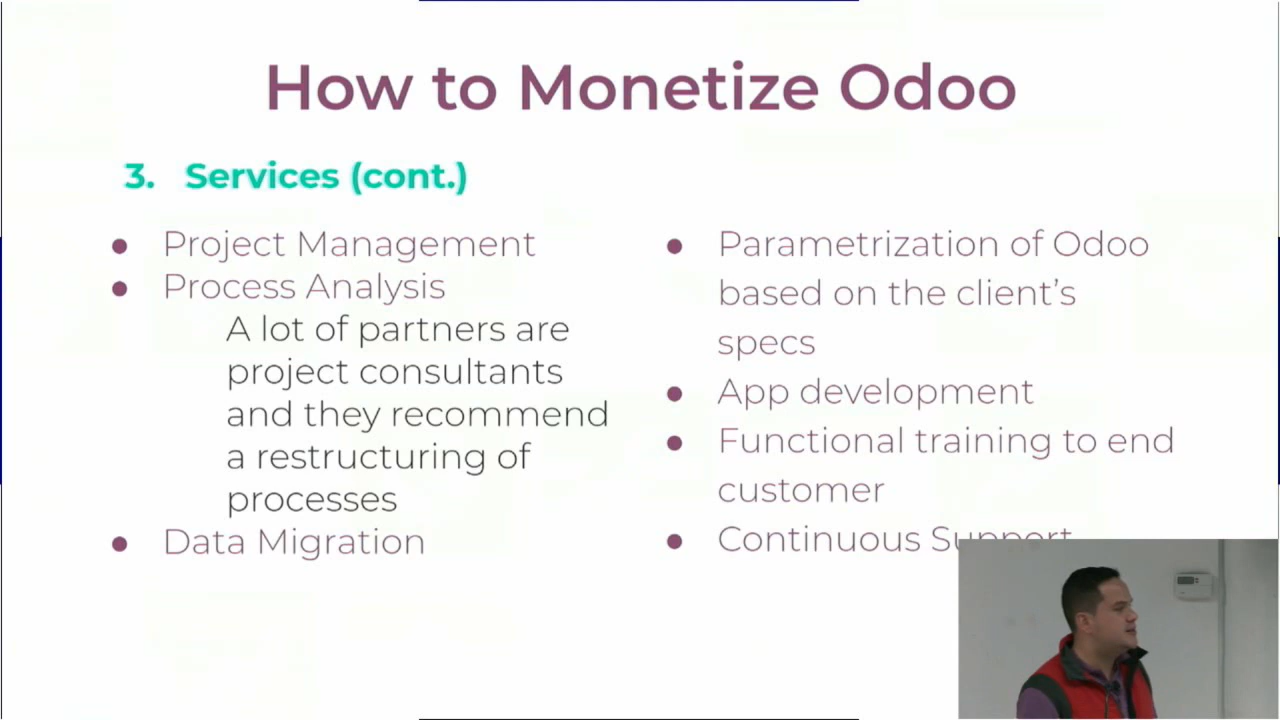 How to Monetize Odoo
3. Services (cont.)
● Project Management
● Process Analysis
A lot of partners are
project consultants
and they recommend
a restructuring of
processes
● Data Migration
● Parametrization of Odoo
based on the client's
specs
● App development
● Functional training to end
customer
● Continuous Support